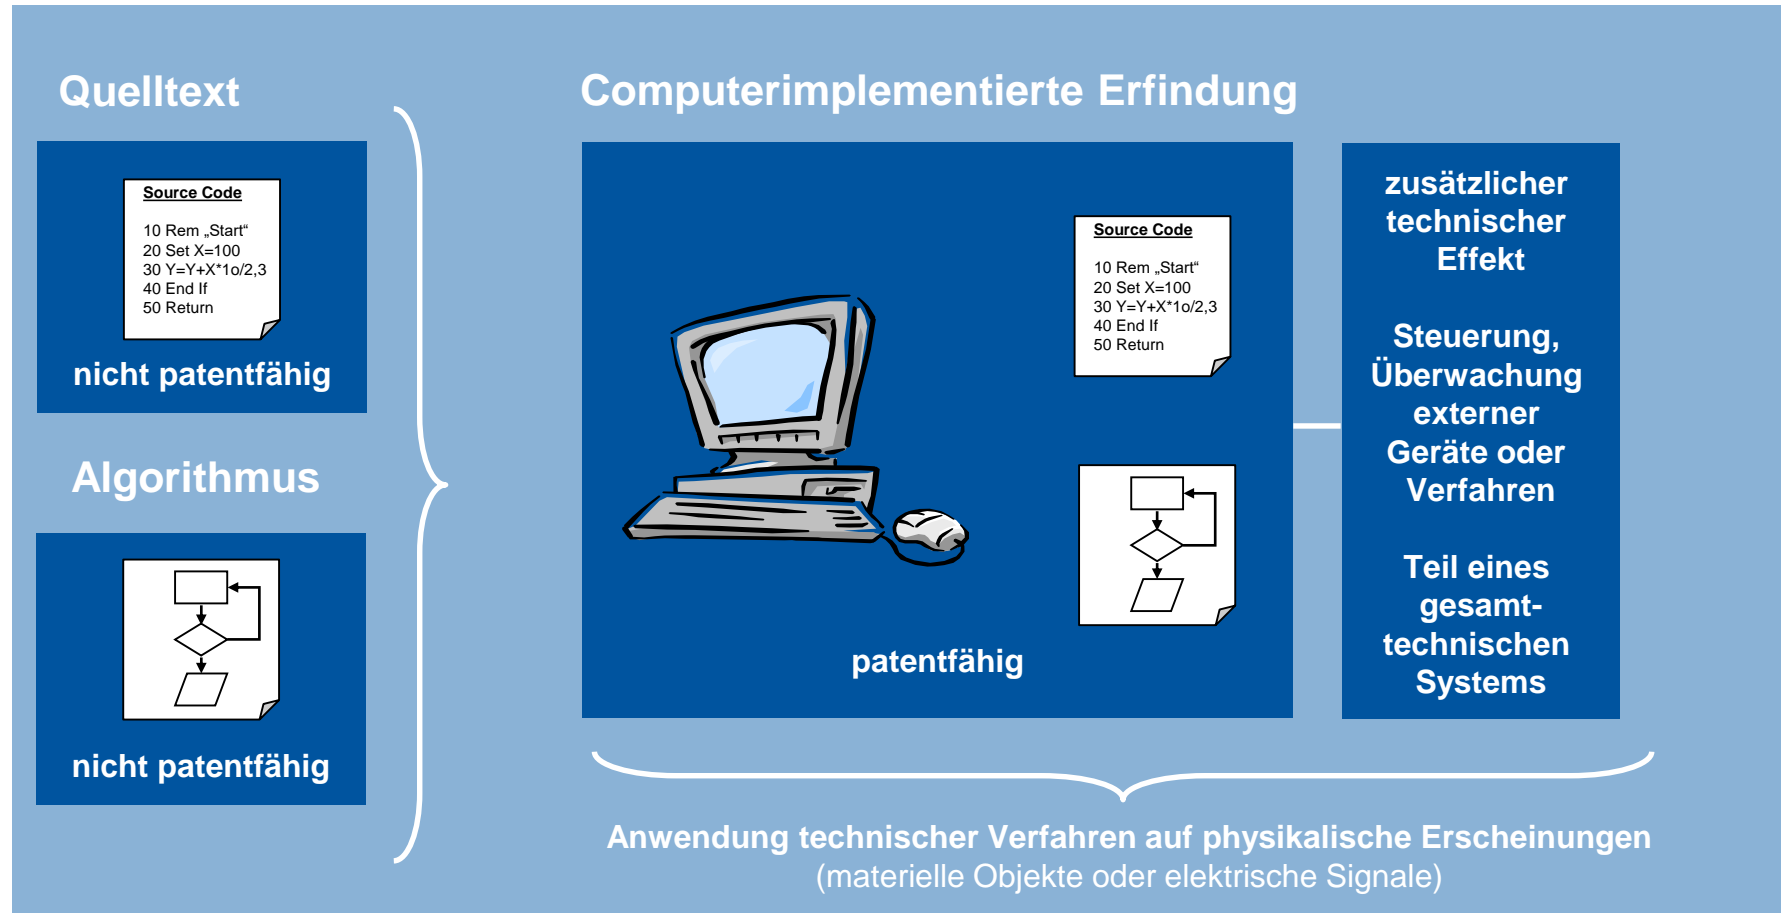 Quelltext
Source Code
10 Rem „Start“
20 Set X=100
30 Y=Y+X*1o/2,3
40 End If
50 Return
nicht patentfähig
Algorithmus
nicht patentfähig
Computerimplementierte Erfindung
Source Code
10 Rem „Start“
20 Set X=100
30 Y=Y+X*1o/2,3
40 End If
50 Return
patentfähig
zusätzlicher
technischer
Effekt
Steuerung,
Überwachung
externer
Geräte oder
Verfahren
Teil eines
gesamt-
technischen
Systems
Anwendung technischer Verfahren auf physikalische Erscheinungen
(materielle Objekte oder elektrische Signale)